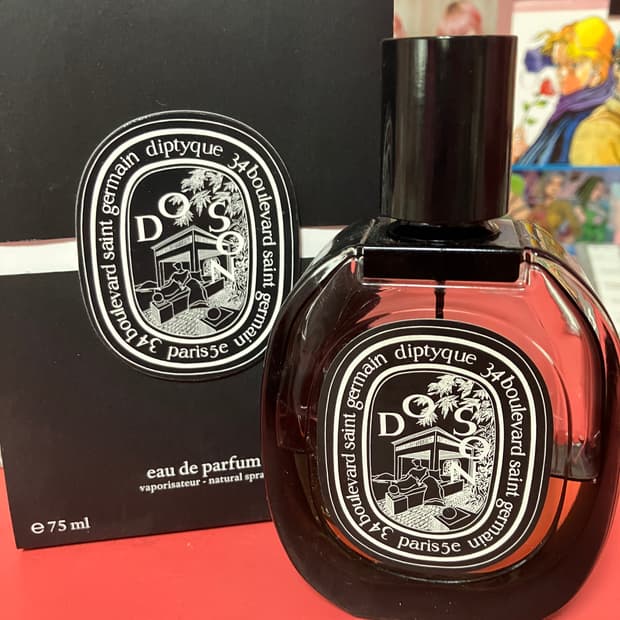 34 boulevard saint germain diptyque 34 boulevard saint germain
DO SON
paris 5e
eau de parfum
vaporisateur - natural spra
℮ 75 ml
34 boulevard saint germain diptyque 34 boulevard saint germain
DO SON
paris 5e